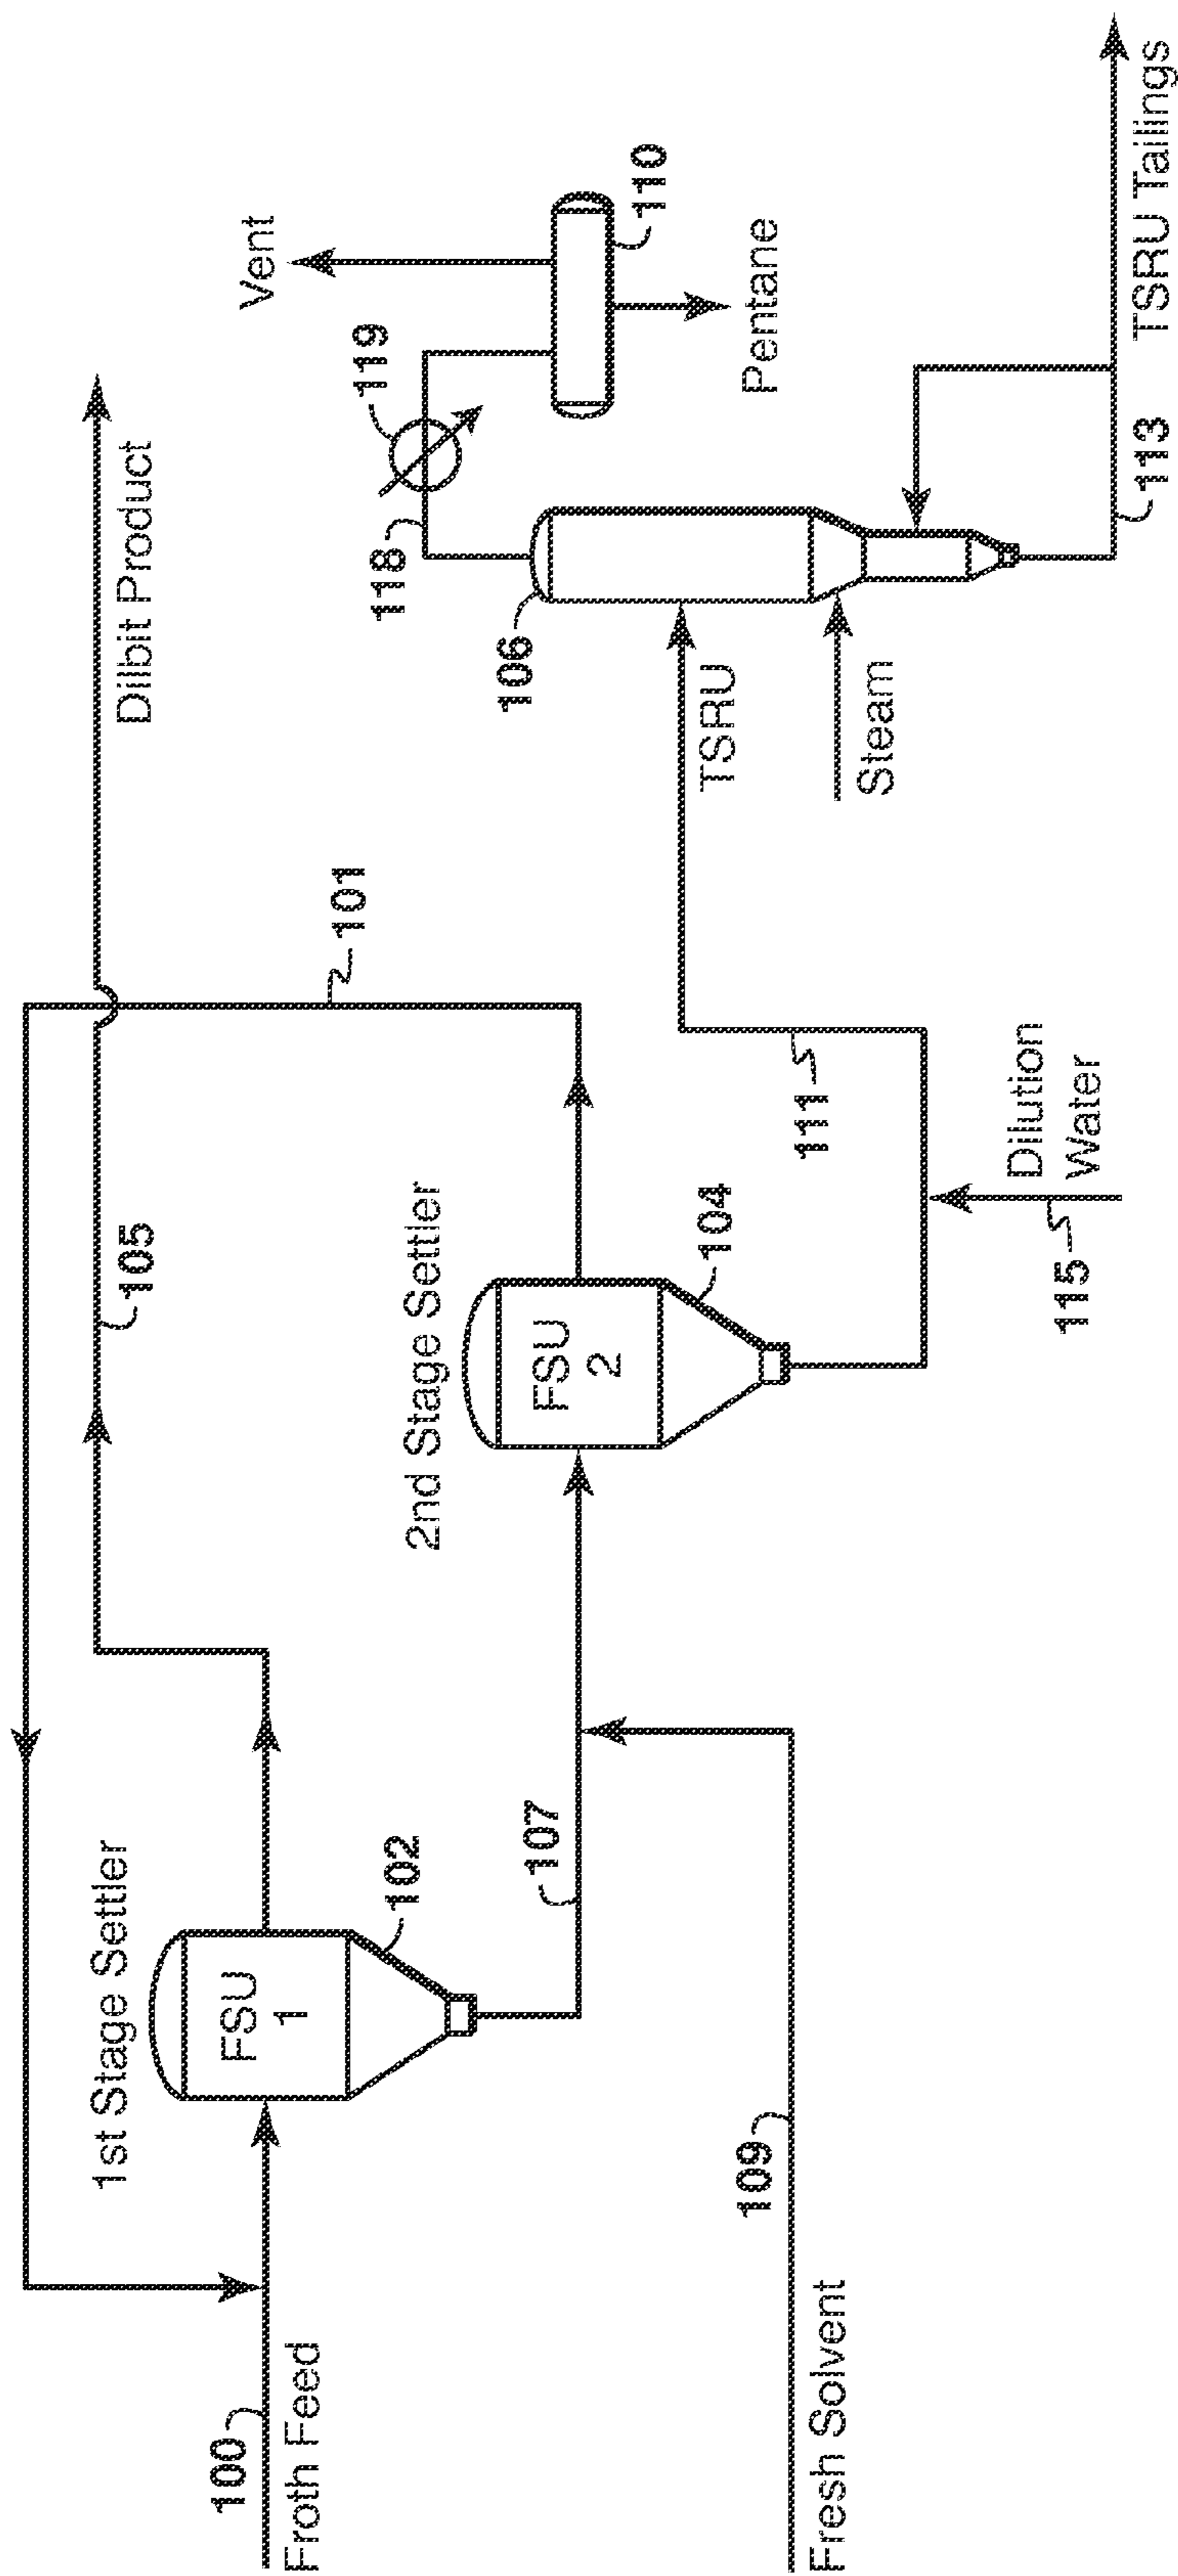 101
Dilbit Product
105
1st Stage Settler
Vent
119
118
110
FSU
1
102
2nd Stage Settler
106
Pentane
100
Froth Feed
107
FSU
2
104
TSRU
Steam
111
109
Fresh Solvent
Dilution
Water
115
113
TSRU Tailings